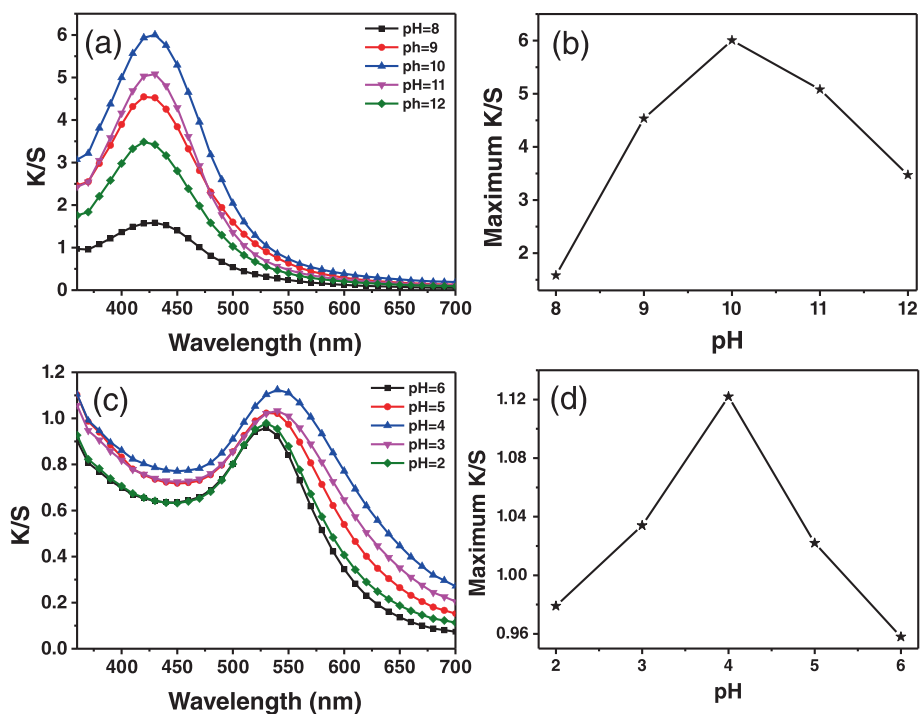 (a)
pH=8
ph=9
ph=10
pH=11
ph=12
K/S
6
5
4
3
2
1
0
400 450 500 550 600 650 700
Wavelength (nm)
(b)
Maximum K/S
6
5
4
3
2
8 9 10 11 12
pH
(c)
pH=6
pH=5
pH=4
pH=3
pH=2
K/S
1.2
1.0
0.8
0.6
0.4
0.2
0.0
400 450 500 550 600 650 700
Wavelength (nm)
(d)
Maximum K/S
1.12
1.08
1.04
1.00
0.96
2 3 4 5 6
pH